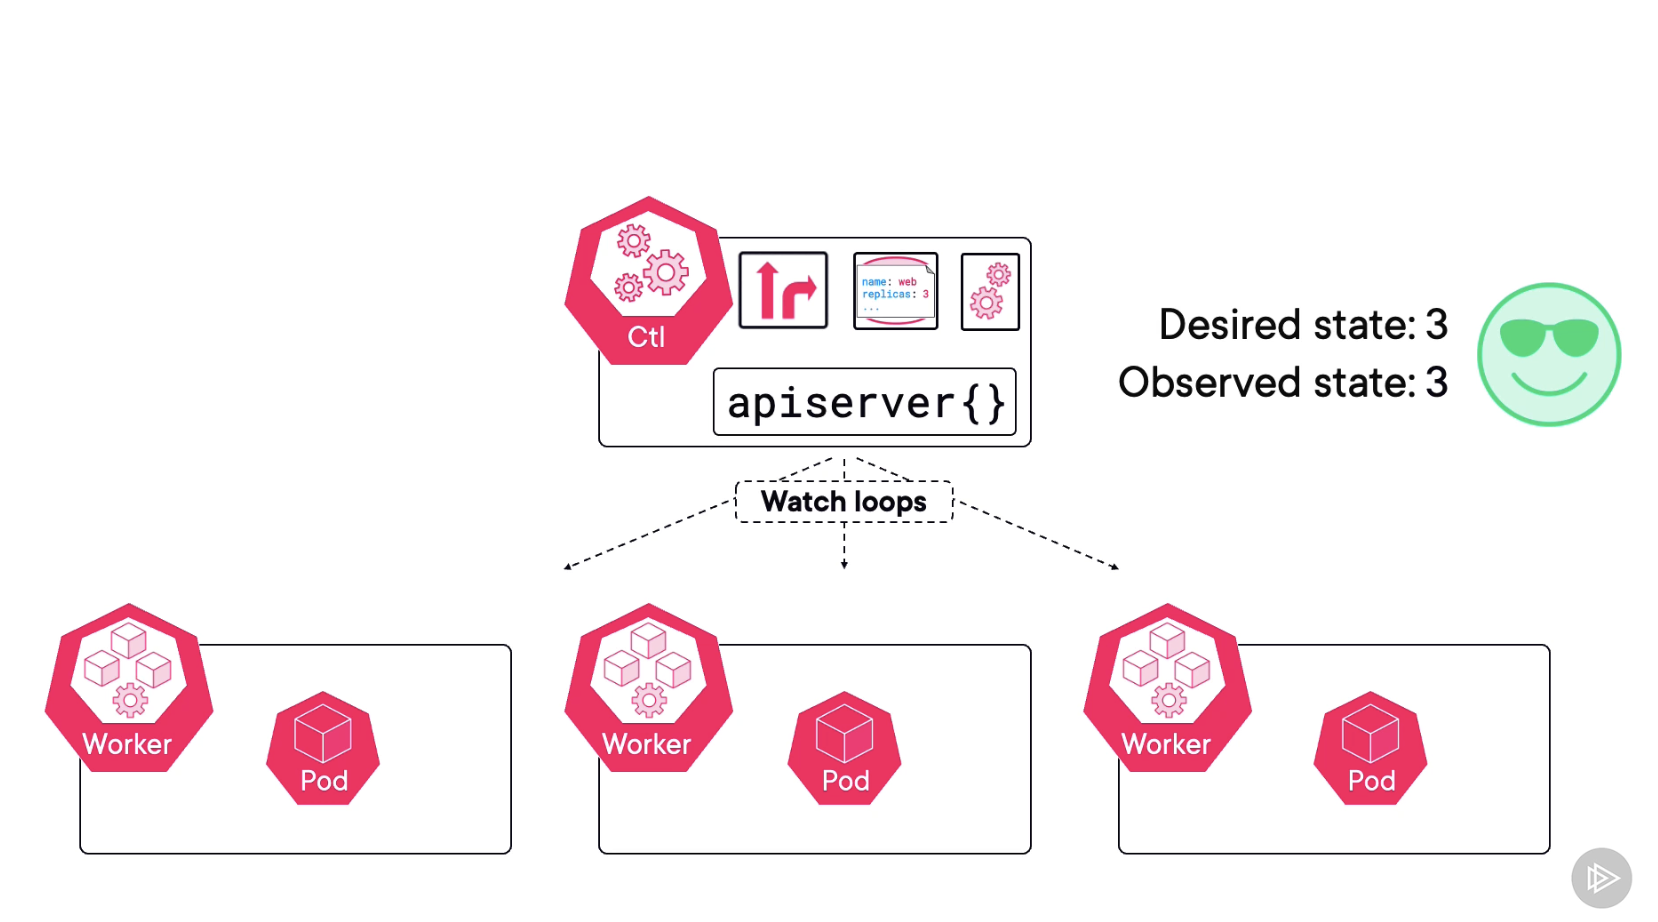 name: web
replicas: 3
...
Ctl
apiserver{}
Desired state: 3
Observed state: 3
Watch loops
Worker
Pod
Worker
Pod
Worker
Pod